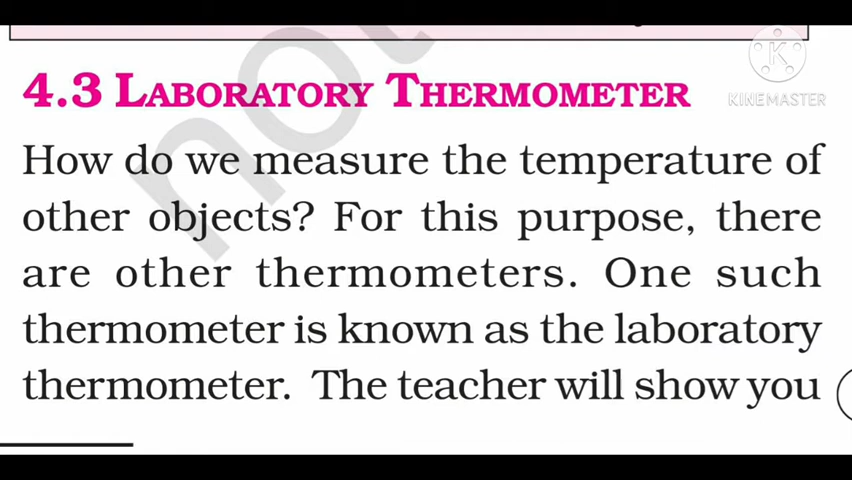 not
KINEMASTER
4.3 LABORATORY THERMOMETER
How do we measure the temperature of
other objects? For this purpose, there
are other thermometers. One such
thermometer is known as the laboratory
thermometer. The teacher will show you